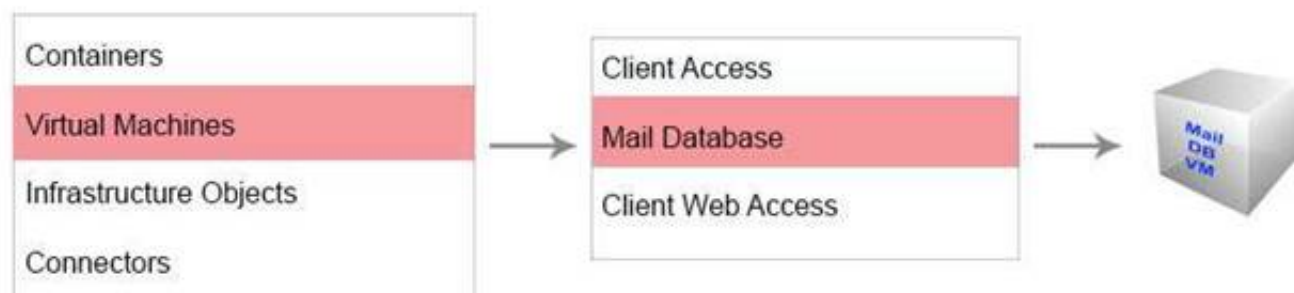 Containers
Virtual Machines
Infrastructure Objects
Connectors
Client Access
Mail Database
Client Web Access
Mail
DB
VM